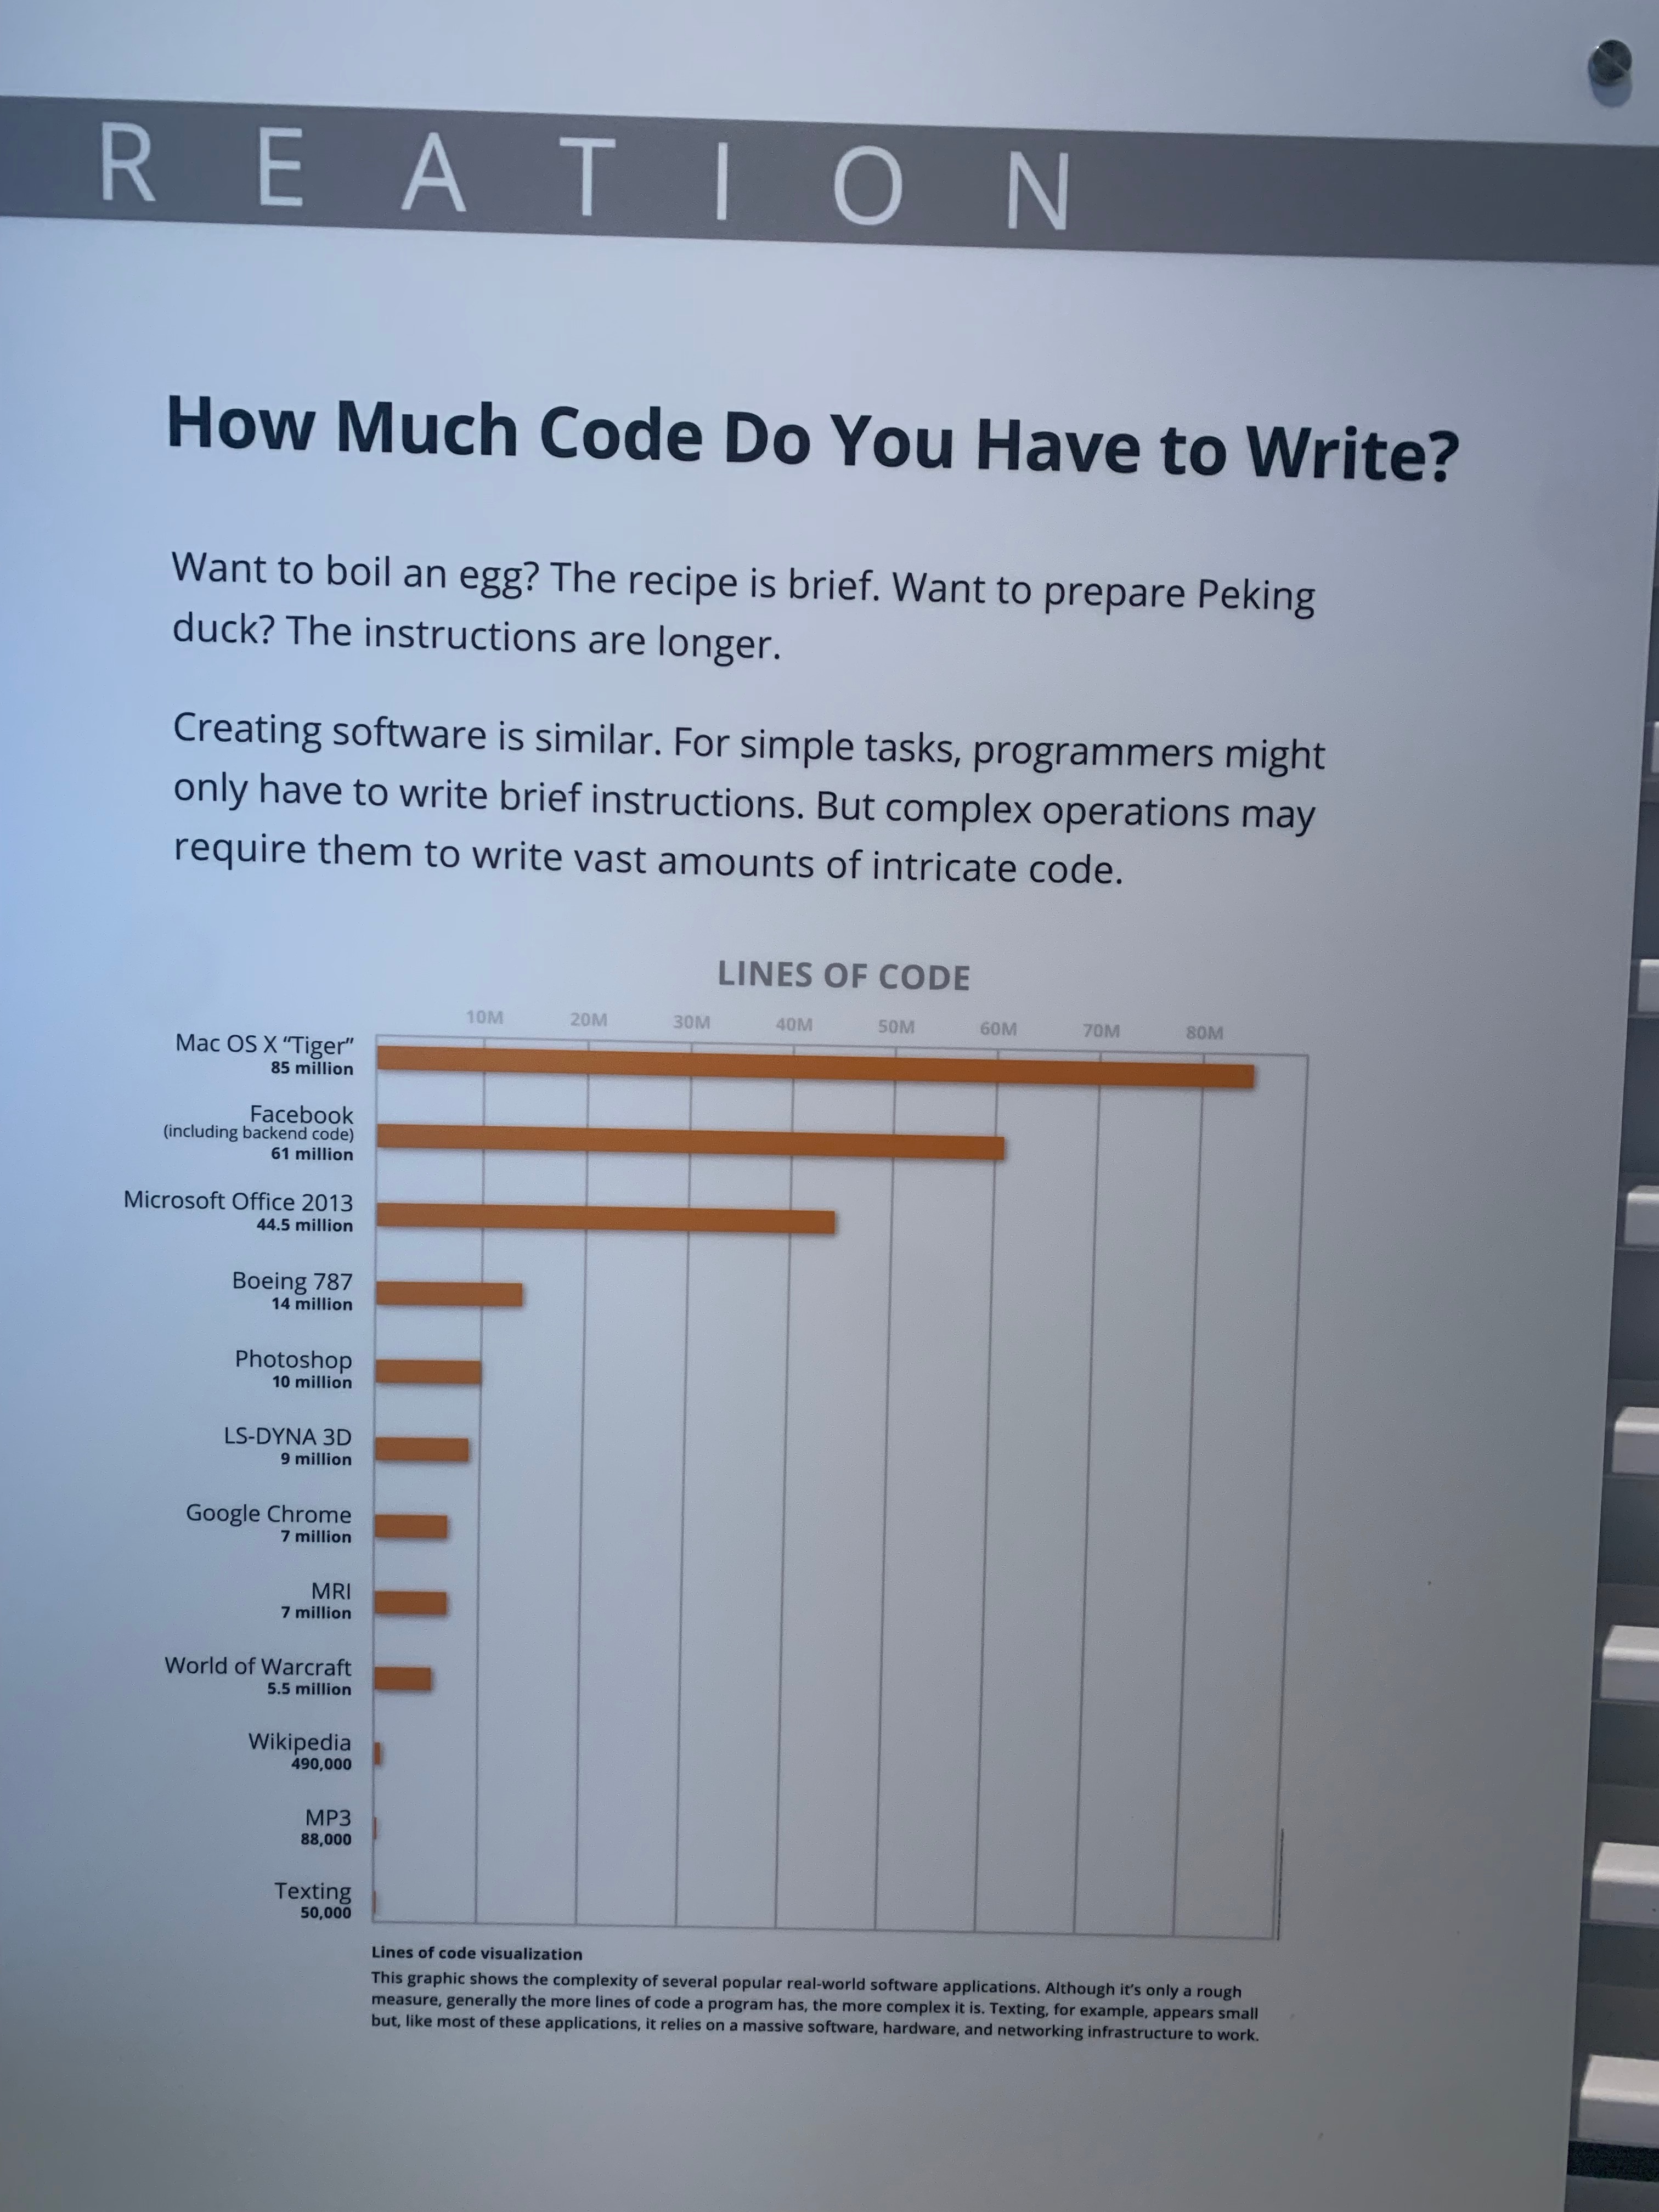 R E A T I O N
How Much Code Do You Have to Write?
Want to boil an egg? The recipe is brief. Want to prepare Peking
duck? The instructions are longer.
Creating software is similar. For simple tasks, programmers might
only have to write brief instructions. But complex operations may
require them to write vast amounts of intricate code.
LINES OF CODE
10M 20M 30M 40M 50M 60M 70M 80M
Mac OS X “Tiger”
85 million
Facebook
(including backend code)
61 million
Microsoft Office 2013
44.5 million
Boeing 787
14 million
Photoshop
10 million
LS-DYNA 3D
9 million
Google Chrome
7 million
MRI
7 million
World of Warcraft
5.5 million
Wikipedia
490,000
MP3
88,000
Texting
50,000
Lines of code visualization
This graphic shows the complexity of several popular real-world software applications. Although it’s only a rough
measure, generally the more lines of code a program has, the more complex it is. Texting, for example, appears small
but, like most of these applications, it relies on a massive software, hardware, and networking infrastructure to work.